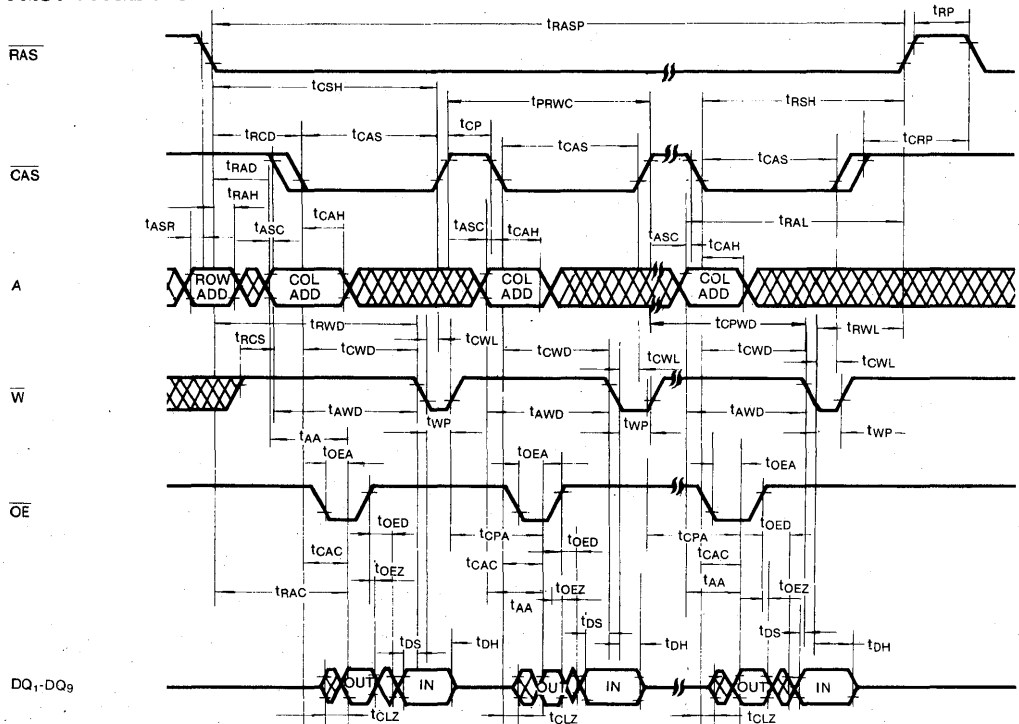 tRASP
tRP
RAS
tCSH
tPRWC
tRSH
tRCD
tCAS
tCP
tCAS
tCAS
tCRP
CAS
tRAD
tRAH
tASR
tASC
tCAH
tASC
tCAH
tRAL
tASC
tCAH
A
ROW ADD
COL ADD
COL ADD
COL ADD
tRWD
tCPWD
tRWL
tRCS
tCWD
tCWL
tCWD
tCWL
tCWD
tCWL
W
tAWD
tAWD
tAWD
tWP
tWP
tWP
tAA
tOEA
tOEA
tOEA
OE
tOED
tCPA
tOED
tCPA
tOED
tCAC
tCAC
tCAC
tOEZ
tOEZ
tOEZ
tRAC
tAA
tAA
tDS
tDH
tDS
tDH
tDS
tDH
DQ1-DQ9
OUT
IN
OUT
IN
OUT
IN
tCLZ
tCLZ
tCLZ